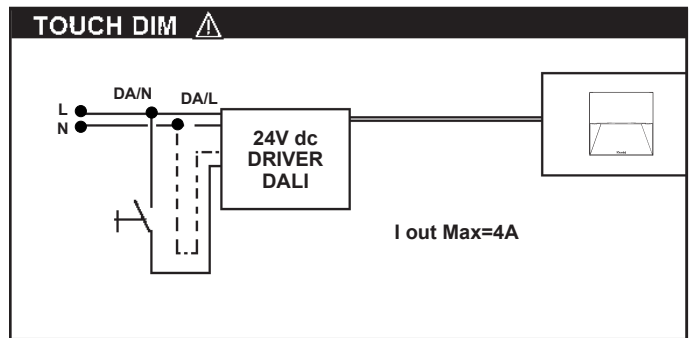 TOUCH DIM
DA/N
DA/L
L
N
24V dc
DRIVER
DALI
I out Max=4A